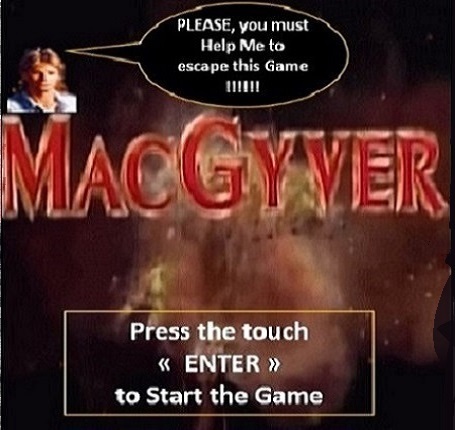 PLEASE, you must
Help Me to
escape this Game
!!!!!!!
MACGYVER
Press the touch
« ENTER »
to Start the Game